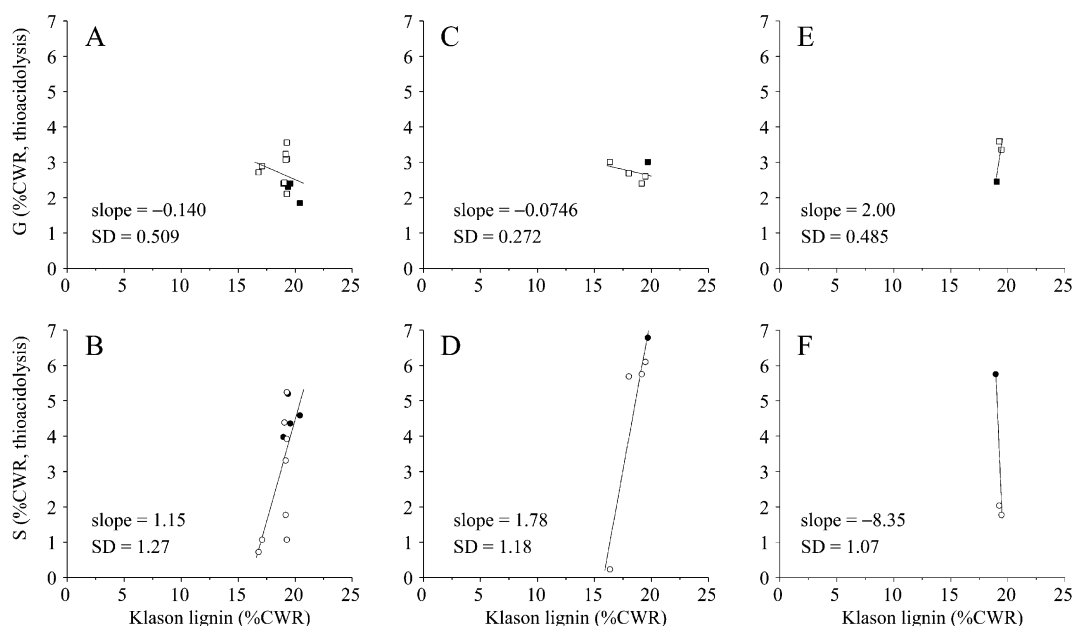 G (%CWR, thioacidolysis)
7
6
5
4
3
2
1
0
A
slope = −0.140
SD = 0.509
0 5 10 15 20 25
7
6
5
4
3
2
1
0
C
slope = −0.0746
SD = 0.272
0 5 10 15 20 25
7
6
5
4
3
2
1
0
E
slope = 2.00
SD = 0.485
0 5 10 15 20 25
S (%CWR, thioacidolysis)
7
6
5
4
3
2
1
0
B
slope = 1.15
SD = 1.27
0 5 10 15 20 25
Klason lignin (%CWR)
7
6
5
4
3
2
1
0
D
slope = 1.78
SD = 1.18
0 5 10 15 20 25
Klason lignin (%CWR)
7
6
5
4
3
2
1
0
F
slope = −8.35
SD = 1.07
0 5 10 15 20 25
Klason lignin (%CWR)